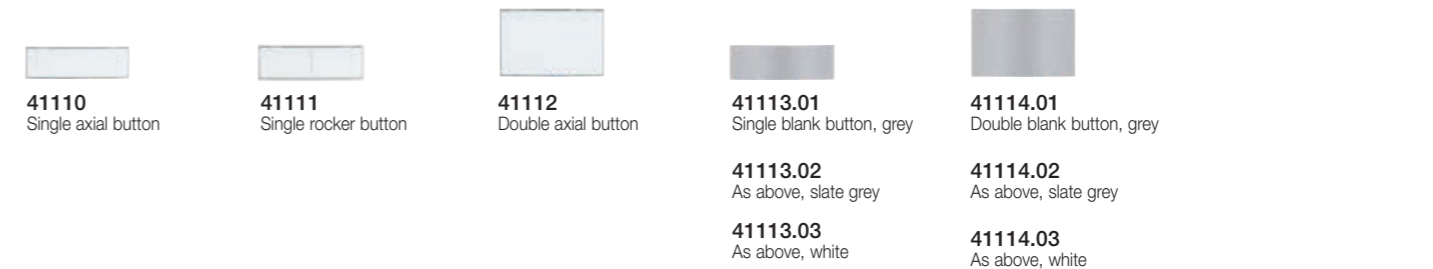 41110
Single axial button
41111
Single rocker button
41112
Double axial button
41113.01
Single blank button, grey
41113.02
As above, slate grey
41113.03
As above, white
41114.01
Double blank button, grey
41114.02
As above, slate grey
41114.03
As above, white